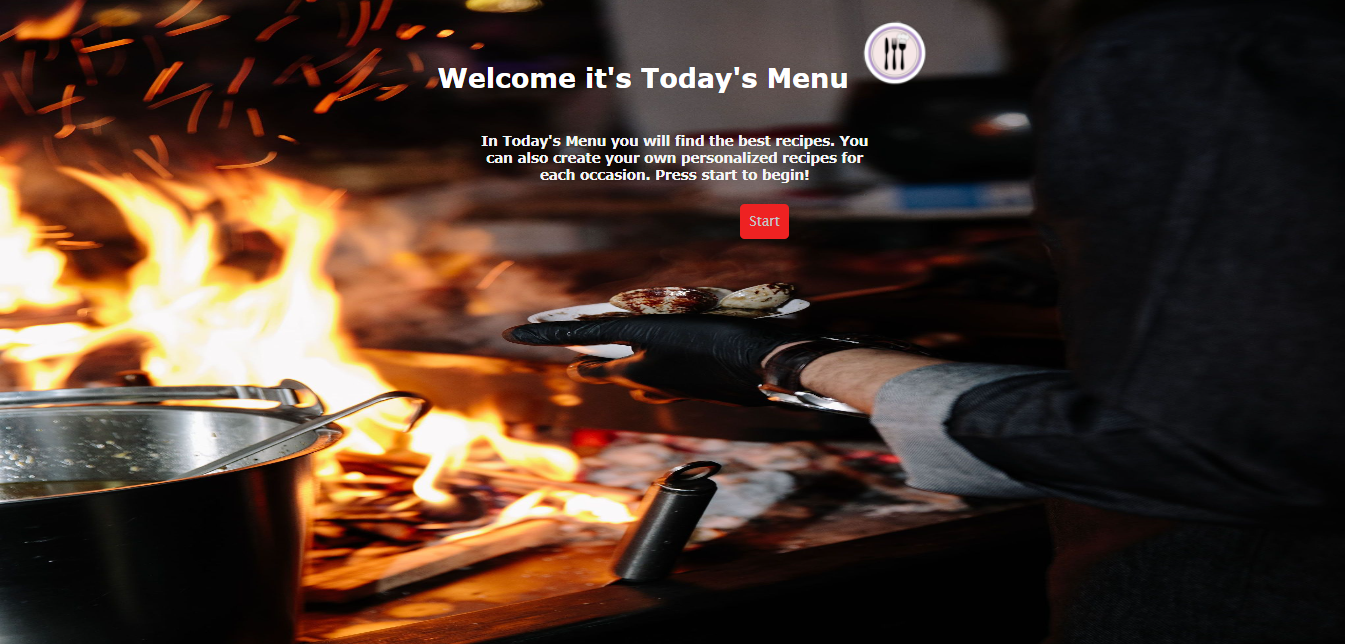 Welcome it's Today's Menu
In Today's Menu you will find the best recipes. You
can also create your own personalized recipes for
each occasion. Press start to begin!
Start